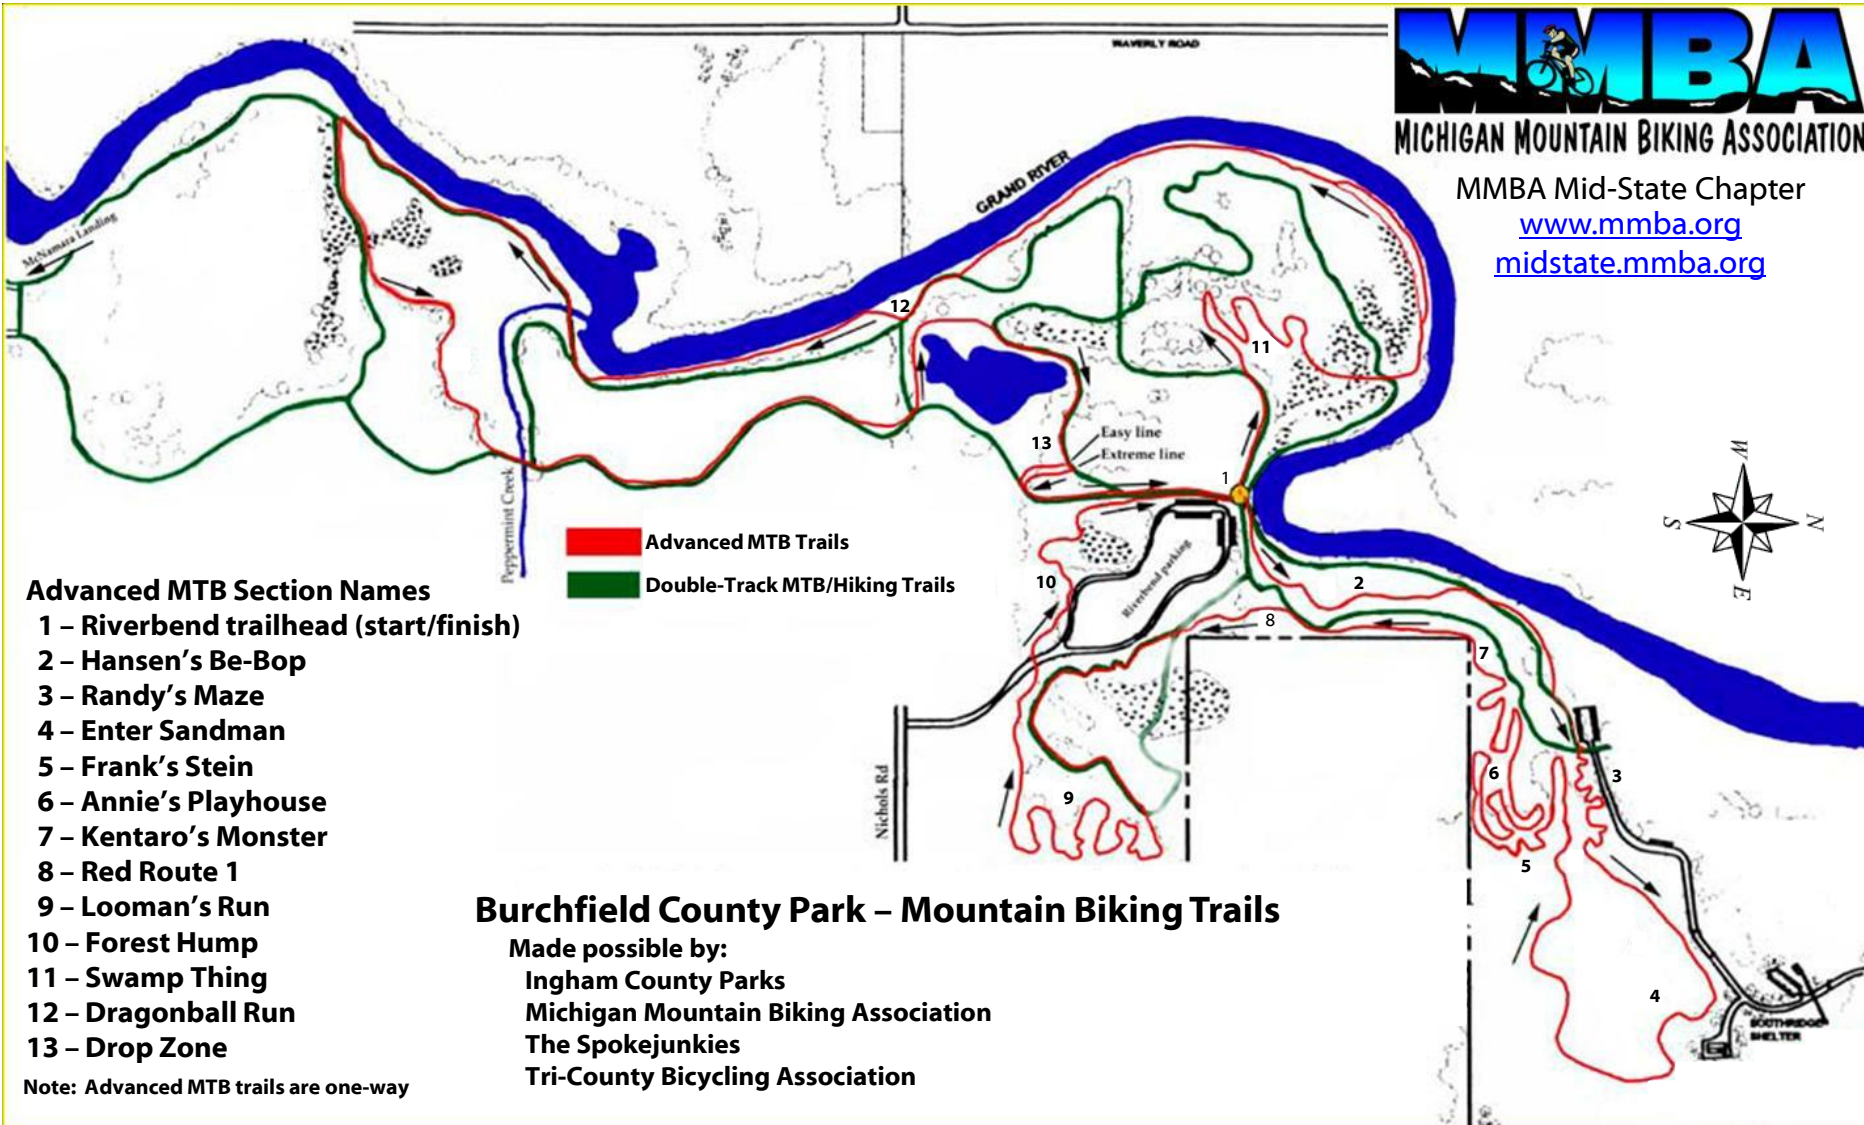 WAVERLY ROAD
MMBA
MICHIGAN MOUNTAIN BIKING ASSOCIATION
MMBA Mid-State Chapter
www.mmba.org
midstate.mmba.org
GRAND RIVER
McNamara Landing
12
11
13
Easy line
Extreme line
1
Peppermint Creek
Riverbend parking
10
2
8
7
W
N
S
E
Advanced MTB Trails
Double-Track MTB/Hiking Trails
Nichols Rd
9
6
3
5
4
SOUTHRIDGE
SHELTER
Advanced MTB Section Names
1 – Riverbend trailhead (start/finish)
2 – Hansen's Be-Bop
3 – Randy's Maze
4 – Enter Sandman
5 – Frank's Stein
6 – Annie's Playhouse
7 – Kentaro's Monster
8 – Red Route 1
9 – Looman's Run
10 – Forest Hump
11 – Swamp Thing
12 – Dragonball Run
13 – Drop Zone
Note: Advanced MTB trails are one-way
Burchfield County Park – Mountain Biking Trails
Made possible by:
Ingham County Parks
Michigan Mountain Biking Association
The Spokejunkies
Tri-County Bicycling Association